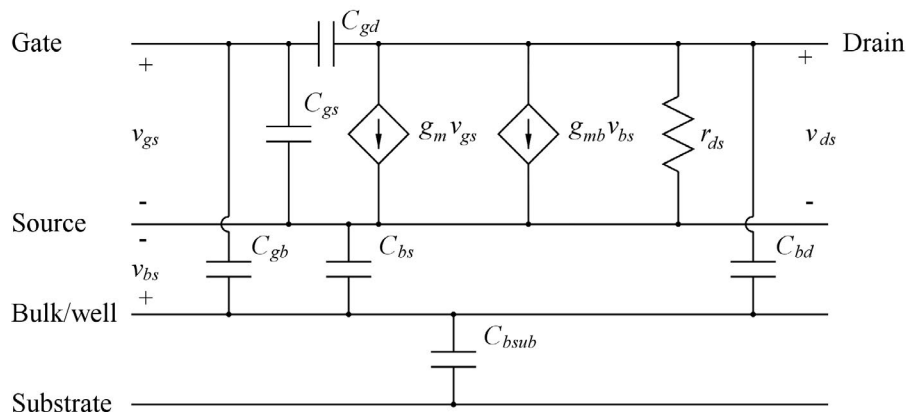 Gate
C_gd
Drain
+
+
C_gs
v_gs
g_m v_gs
g_mb v_bs
r_ds
v_ds
-
-
Source
-
C_gb
C_bs
C_bd
v_bs
+
Bulk/well
C_bsub
Substrate